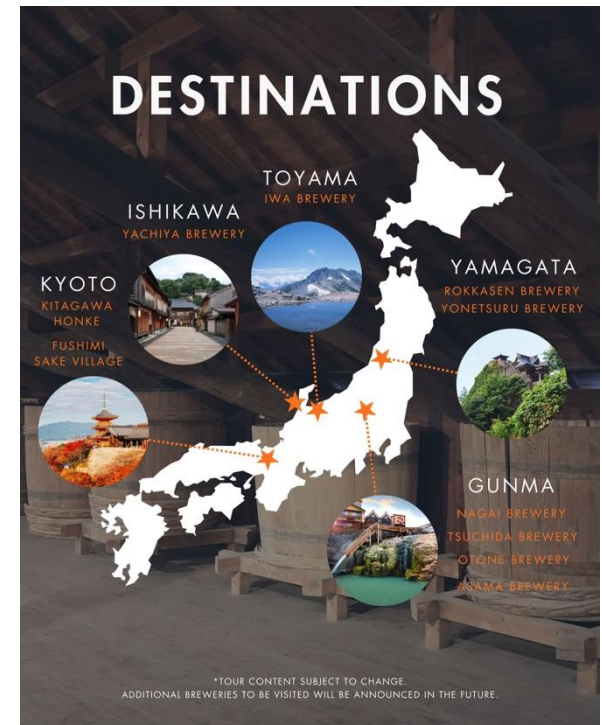 DESTINATIONS
TOYAMA
IWA BREWERY
ISHIKAWA
YACHIYA BREWERY
KYOTO
KITAGAWA
HONKE
FUSHIMI
SAKE VILLAGE
YAMAGATA
ROKKASEN BREWERY
YONETSURU BREWERY
GUNMA
NAGAI BREWERY
TSUCHIDA BREWERY
OTONE BREWERY
ASAMA BREWERY
*TOUR CONTENT SUBJECT TO CHANGE.
ADDITIONAL BREWERIES TO BE VISITED WILL BE ANNOUNCED IN THE FUTURE.